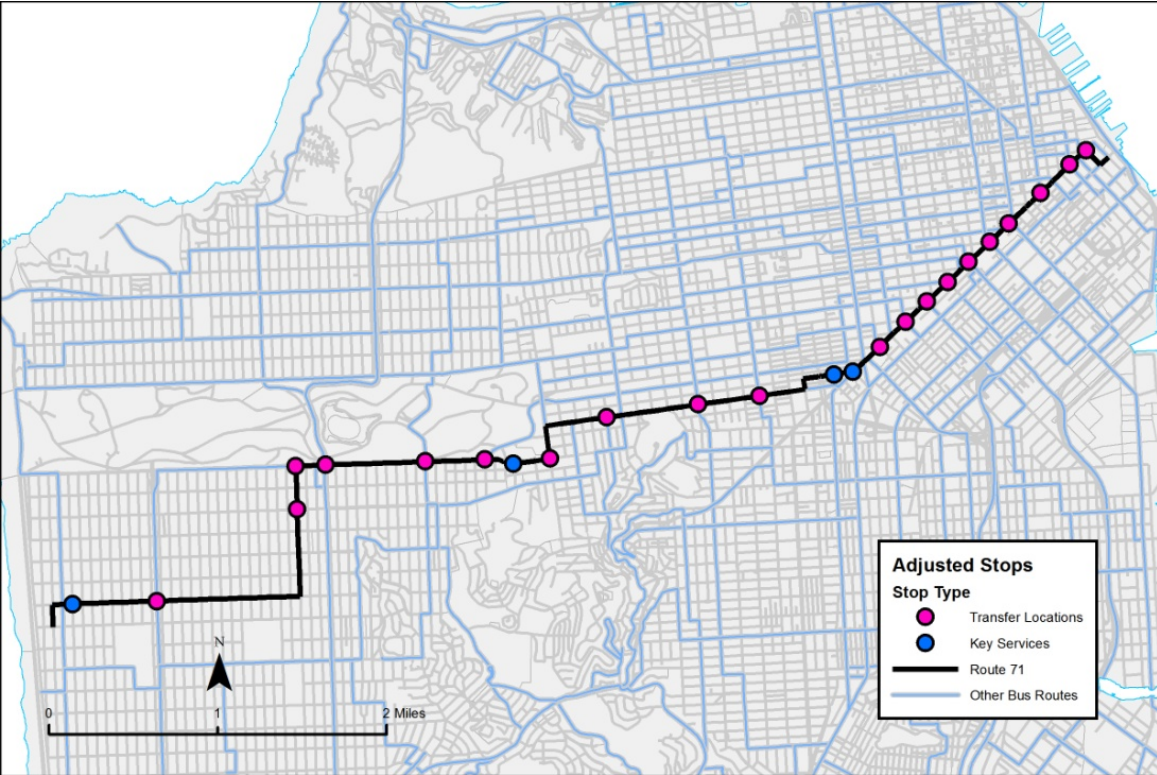 Adjusted Stops
Stop Type
Transfer Locations
Key Services
Route 71
Other Bus Routes
N
0 1 2 Miles